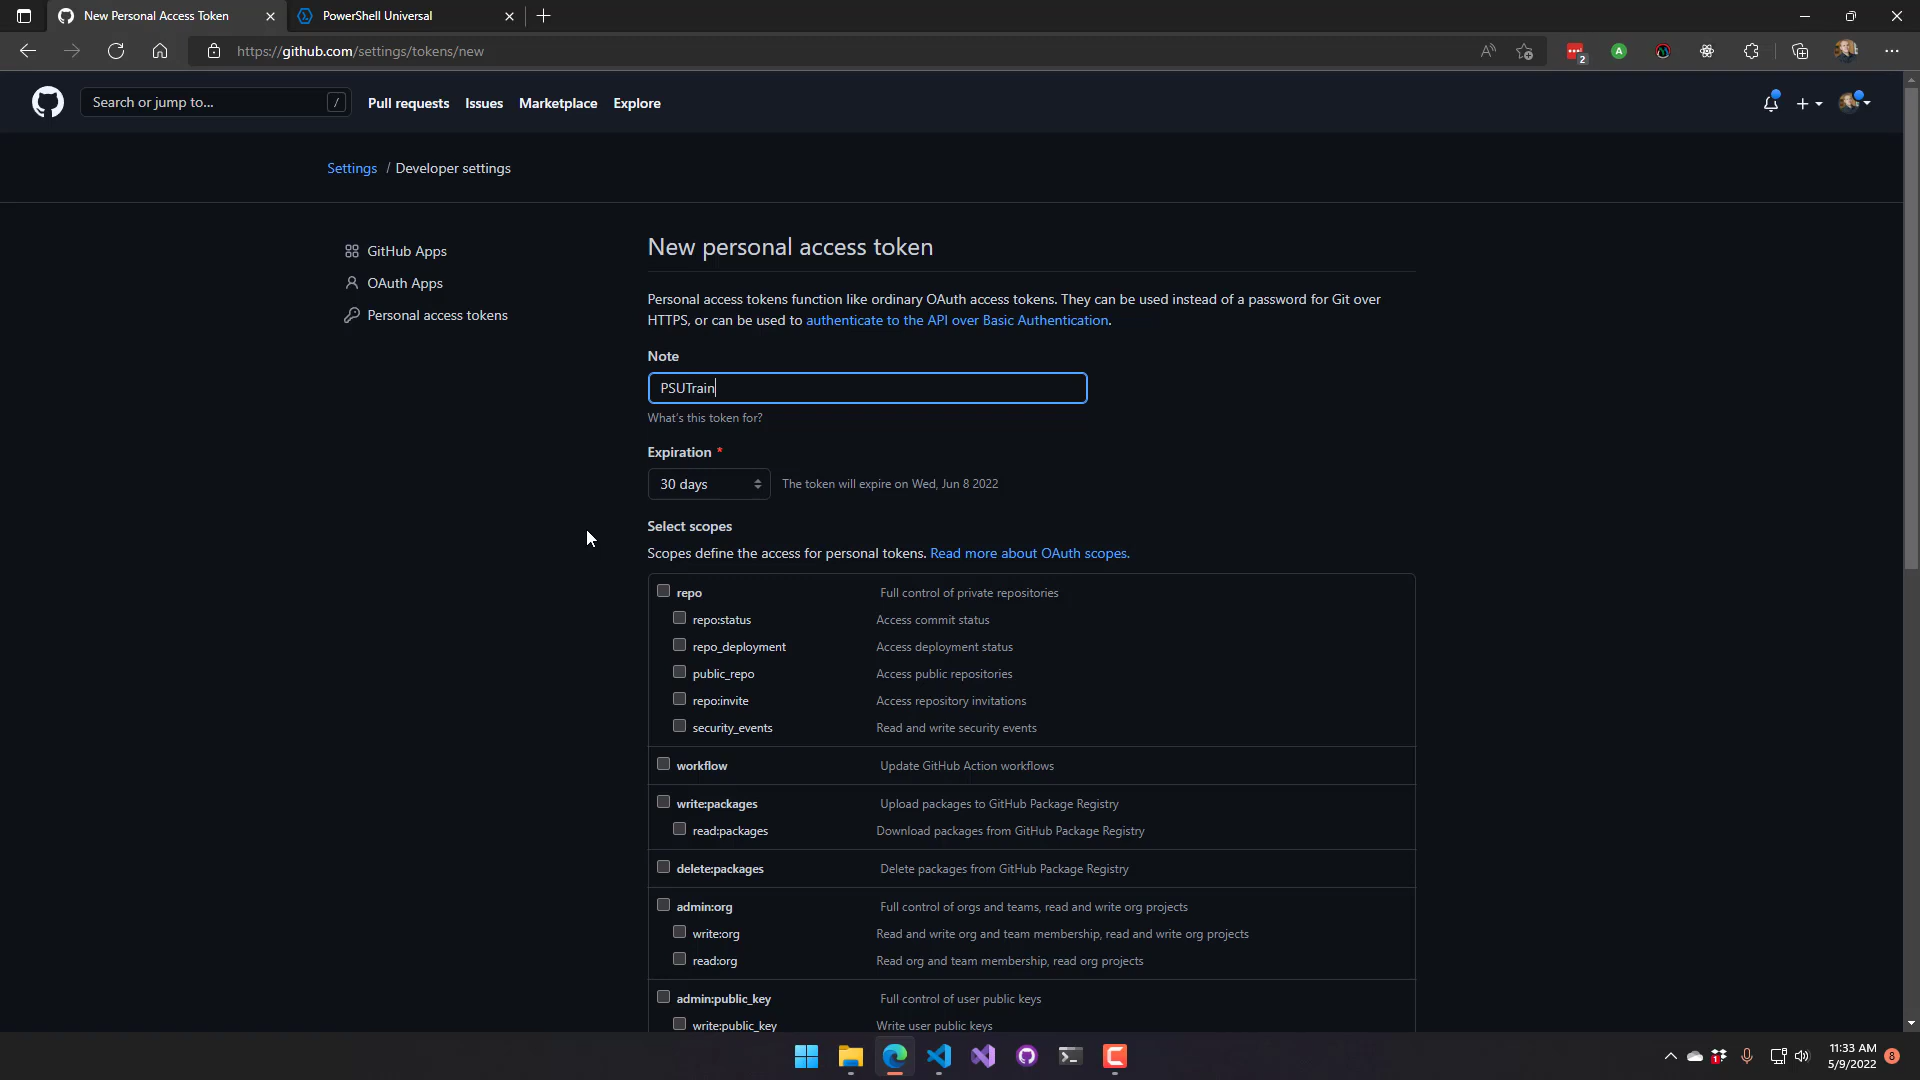 New Personal Access Token
PowerShell Universal
https://github.com/settings/tokens/new
2
A
Search or jump to...
/
Pull requests
Issues
Marketplace
Explore
Settings / Developer settings
GitHub Apps
OAuth Apps
Personal access tokens
New personal access token
Personal access tokens function like ordinary OAuth access tokens. They can be used instead of a password for Git over
HTTPS, or can be used to authenticate to the API over Basic Authentication.
Note
PSUTrain
What's this token for?
Expiration *
30 days
The token will expire on Wed, Jun 8 2022
Select scopes
Scopes define the access for personal tokens. Read more about OAuth scopes.
repo Full control of private repositories
repo:status Access commit status
repo_deployment Access deployment status
public_repo Access public repositories
repo:invite Access repository invitations
security_events Read and write security events
workflow Update GitHub Action workflows
write:packages Upload packages to GitHub Package Registry
read:packages Download packages from GitHub Package Registry
delete:packages Delete packages from GitHub Package Registry
admin:org Full control of orgs and teams, read and write org projects
write:org Read and write org and team membership, read and write org projects
read:org Read org and team membership, read org projects
admin:public_key Full control of user public keys
write:public_key Write user public keys
11:33 AM
5/9/2022
8
1